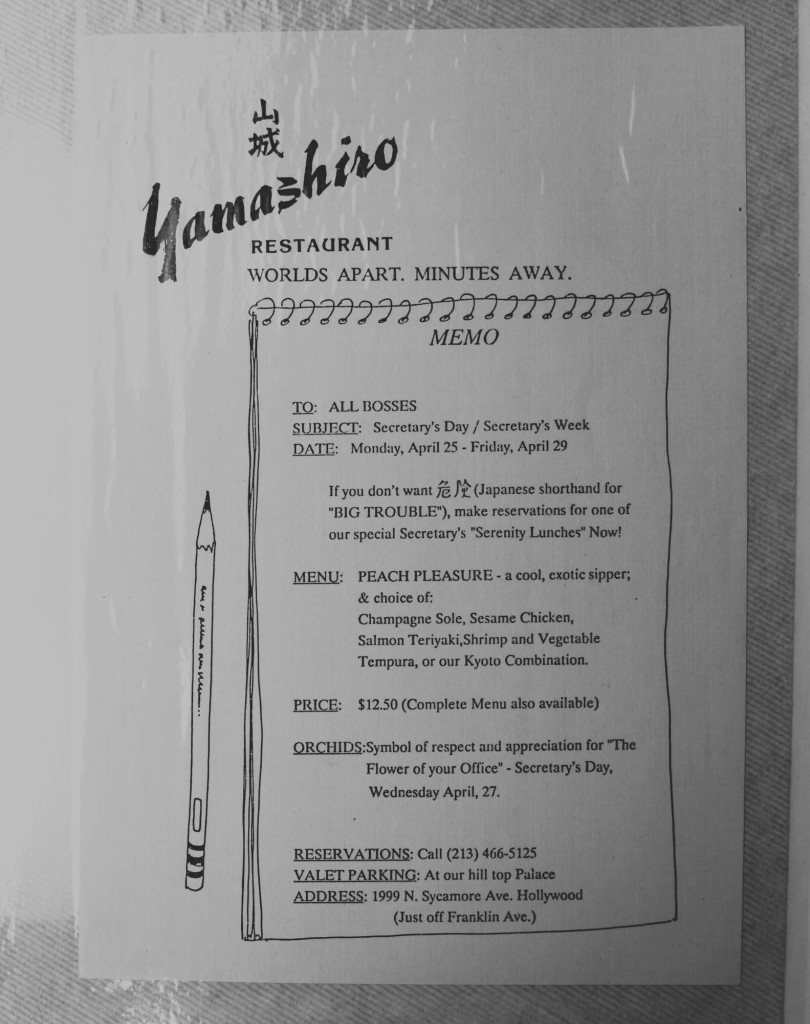 山城
Yamashiro
RESTAURANT
WORLDS APART. MINUTES AWAY.
MEMO
TO: ALL BOSSES
SUBJECT: Secretary's Day / Secretary's Week
DATE: Monday, April 25 - Friday, April 29
If you don't want 危险 (Japanese shorthand for
"BIG TROUBLE"), make reservations for one of
our special Secretary's "Serenity Lunches" Now!
MENU: PEACH PLEASURE - a cool, exotic sipper;
& choice of:
Champagne Sole, Sesame Chicken,
Salmon Teriyaki,Shrimp and Vegetable
Tempura, or our Kyoto Combination.
PRICE: $12.50 (Complete Menu also available)
ORCHIDS:Symbol of respect and appreciation for "The
Flower of your Office" - Secretary's Day,
Wednesday April, 27.
RESERVATIONS: Call (213) 466-5125
VALET PARKING: At our hill top Palace
ADDRESS: 1999 N. Sycamore Ave. Hollywood
(Just off Franklin Ave.)